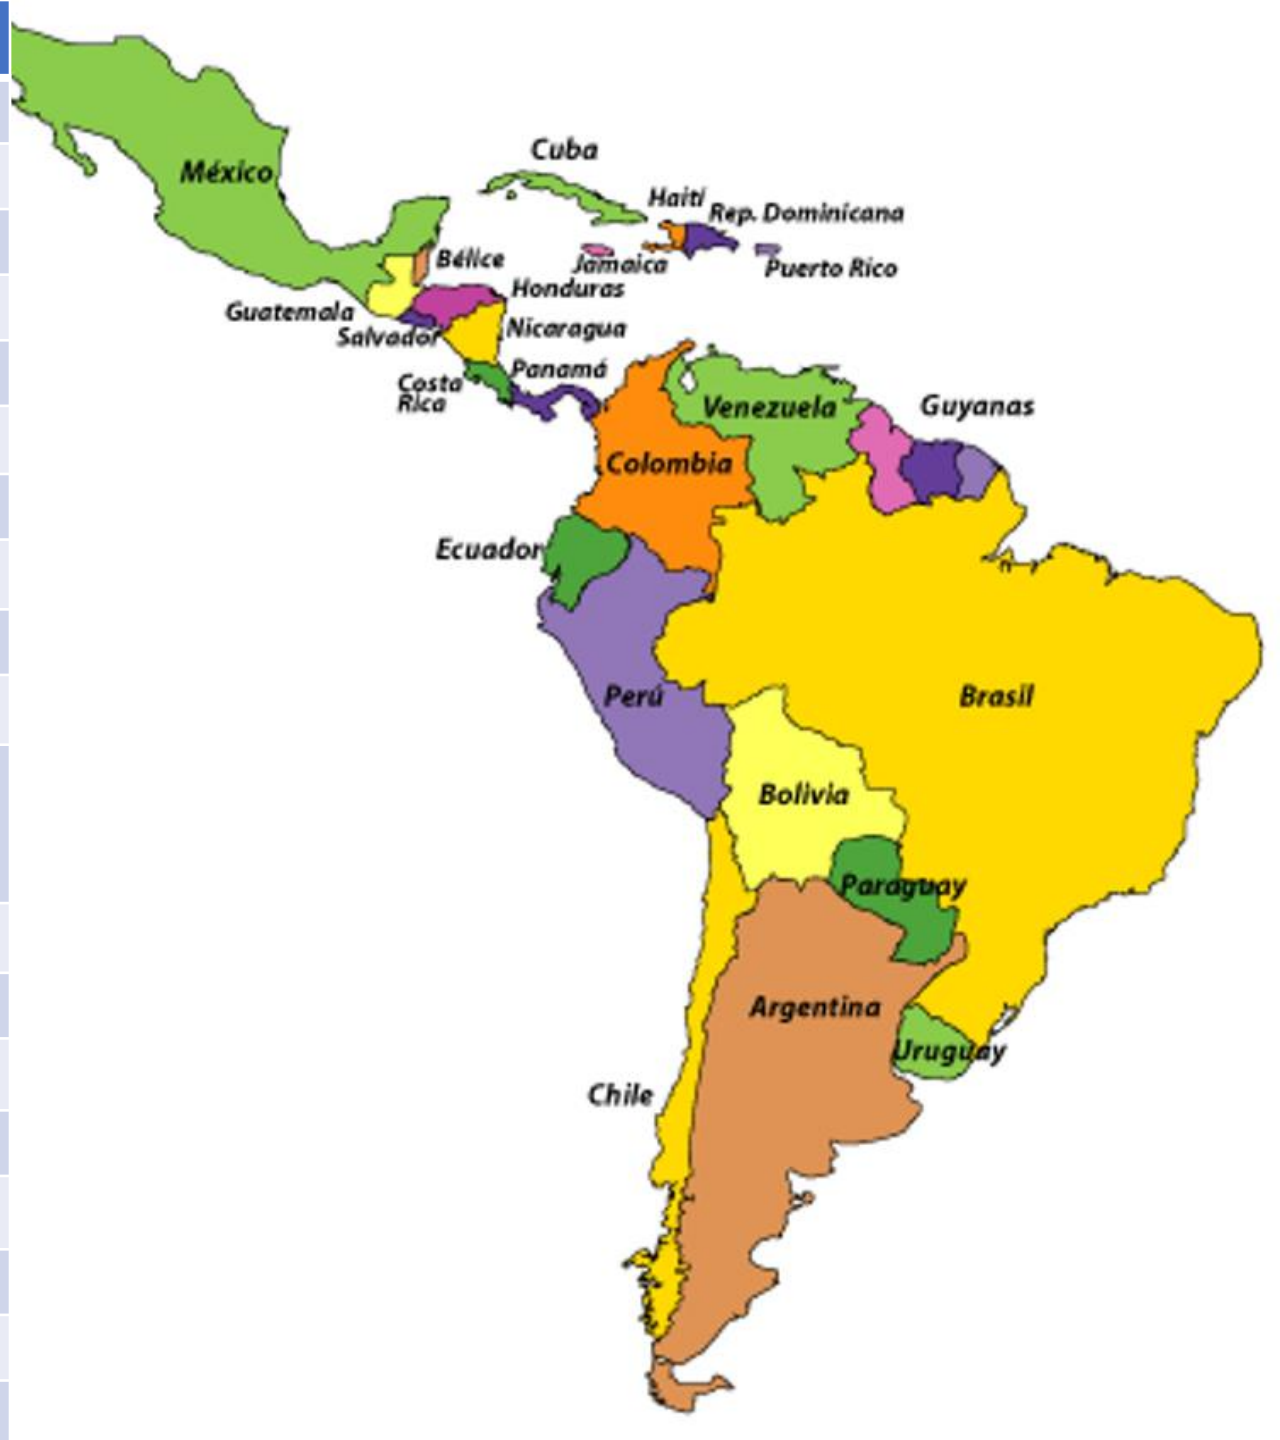 Cuba
México
Haití
Rep. Dominicana
Bélice
Jamaica
Puerto Rico
Honduras
Guatemala
Salvador
Nicaragua
Panamá
Costa
Rica
Venezuela
Guyanas
Colombia
Ecuador
Perú
Brasil
Bolivia
Paraguay
Argentina
Uruguay
Chile